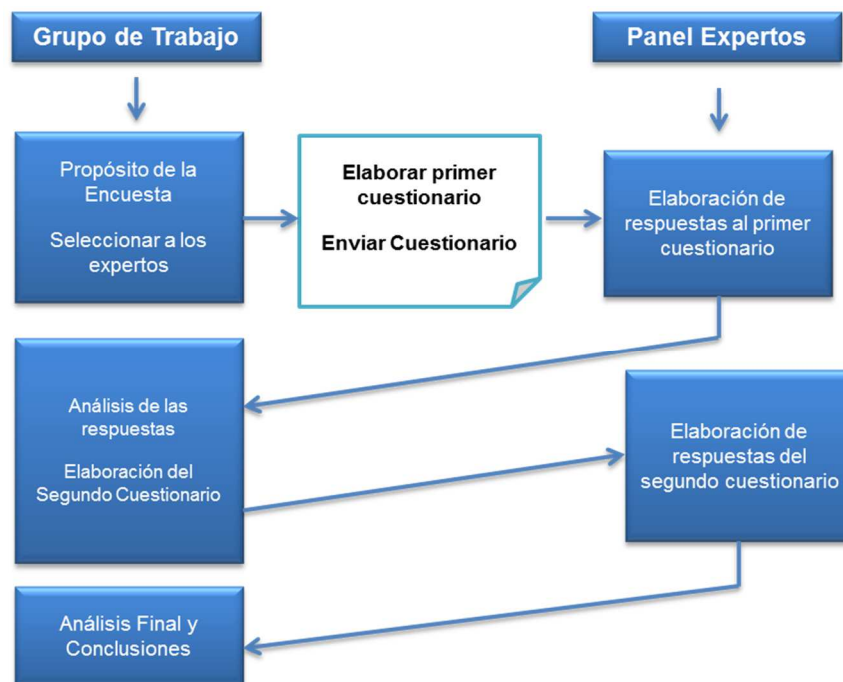 Grupo de Trabajo
Panel Expertos
Propósito de la
Encuesta
Seleccionar a los
expertos
Elaborar primer
cuestionario
Enviar Cuestionario
Elaboración de
respuestas al primer
cuestionario
Análisis de las
respuestas
Elaboración del
Segundo Cuestionario
Elaboración de
respuestas del
segundo cuestionario
Análisis Final y
Conclusiones